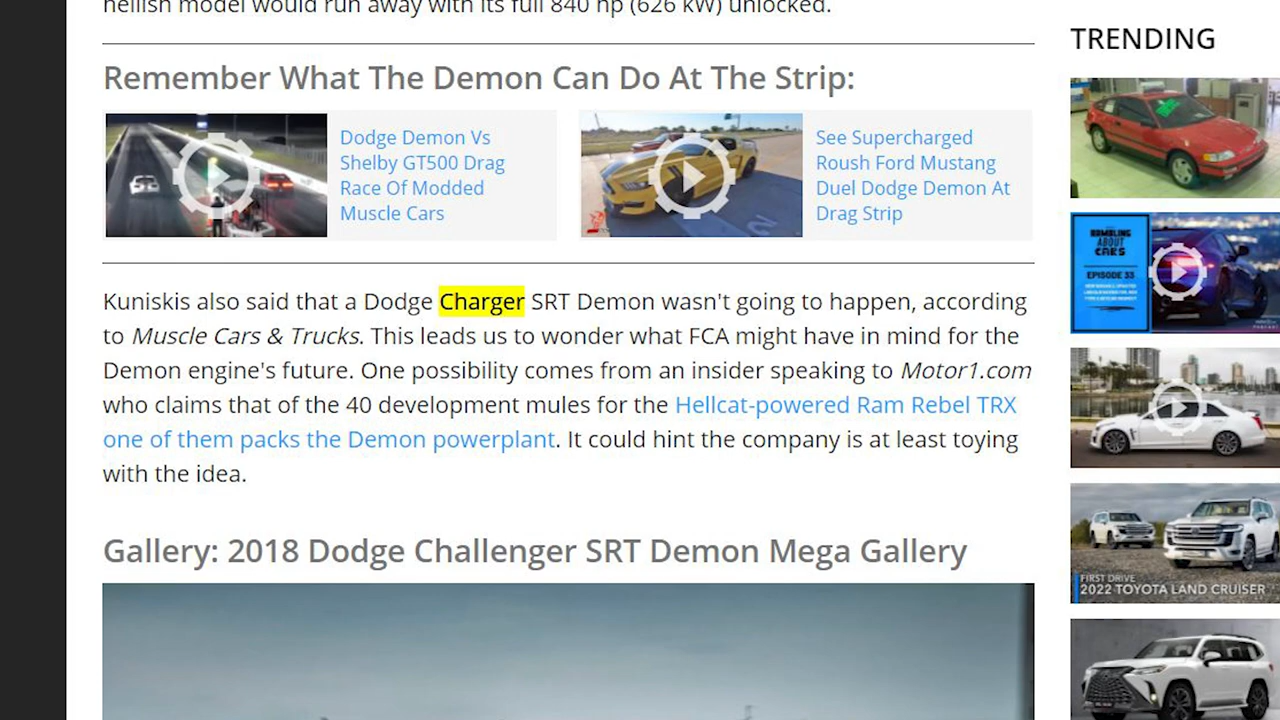 hellish model would run away with its full 840 hp (626 kW) unlocked.
Remember What The Demon Can Do At The Strip:
Dodge Demon Vs
Shelby GT500 Drag
Race Of Modded
Muscle Cars
See Supercharged
Roush Ford Mustang
Duel Dodge Demon At
Drag Strip
Kuniskis also said that a Dodge Charger SRT Demon wasn't going to happen, according
to Muscle Cars & Trucks. This leads us to wonder what FCA might have in mind for the
Demon engine's future. One possibility comes from an insider speaking to Motor1.com
who claims that of the 40 development mules for the Hellcat-powered Ram Rebel TRX
one of them packs the Demon powerplant. It could hint the company is at least toying
with the idea.
Gallery: 2018 Dodge Challenger SRT Demon Mega Gallery
TRENDING
RAMBLING
ABOUT
CARS
EPISODE 33
FIRST DRIVE
2022 TOYOTA LAND CRUISER